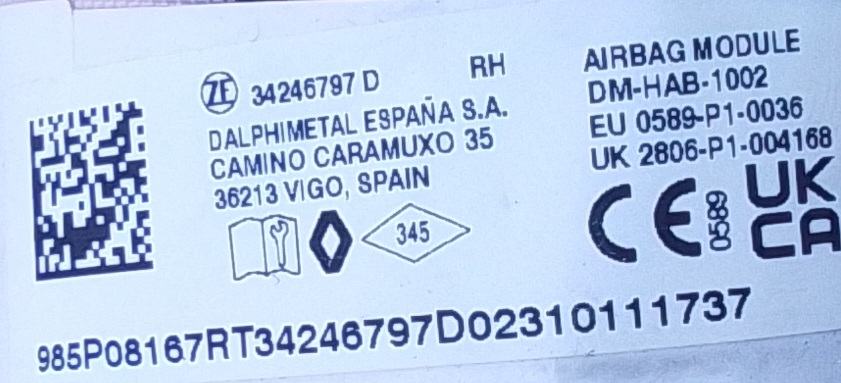 ZF 34246797 D RH
DALPHIMETAL ESPAÑA S.A.
CAMINO CARAMUXO 35
36213 VIGO, SPAIN
345
AIRBAG MODULE
DM-HAB-1002
EU 0589-P1-0036
UK 2806-P1-004168
CE 0589 UK
CA
985P08167RT34246797D02310111737